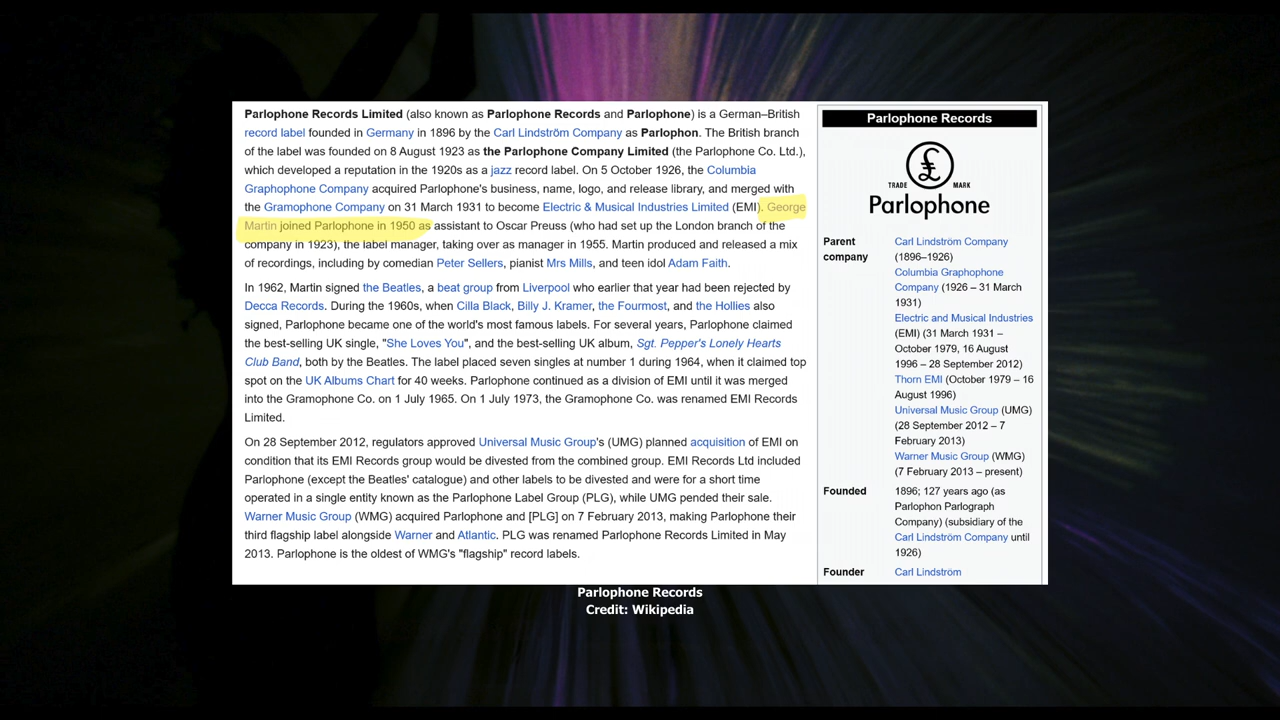 Parlophone Records Limited (also known as Parlophone Records and Parlophone) is a German–British
record label founded in Germany in 1896 by the Carl Lindström Company as Parlophon. The British branch
of the label was founded on 8 August 1923 as the Parlophone Company Limited (the Parlophone Co. Ltd.),
which developed a reputation in the 1920s as a jazz record label. On 5 October 1926, the Columbia
Graphophone Company acquired Parlophone's business, name, logo, and release library, and merged with
the Gramophone Company on 31 March 1931 to become Electric & Musical Industries Limited (EMI). George
Martin joined Parlophone in 1950 as assistant to Oscar Preuss (who had set up the London branch of the
company in 1923), the label manager, taking over as manager in 1955. Martin produced and released a mix
of recordings, including by comedian Peter Sellers, pianist Mrs Mills, and teen idol Adam Faith.
In 1962, Martin signed the Beatles, a beat group from Liverpool who earlier that year had been rejected by
Decca Records. During the 1960s, when Cilla Black, Billy J. Kramer, the Fourmost, and the Hollies also
signed, Parlophone became one of the world's most famous labels. For several years, Parlophone claimed
the best-selling UK single, "She Loves You", and the best-selling UK album, Sgt. Pepper's Lonely Hearts
Club Band, both by the Beatles. The label placed seven singles at number 1 during 1964, when it claimed top
spot on the UK Albums Chart for 40 weeks. Parlophone continued as a division of EMI until it was merged
into the Gramophone Co. on 1 July 1965. On 1 July 1973, the Gramophone Co. was renamed EMI Records
Limited.
On 28 September 2012, regulators approved Universal Music Group's (UMG) planned acquisition of EMI on
condition that its EMI Records group would be divested from the combined group. EMI Records Ltd included
Parlophone (except the Beatles' catalogue) and other labels to be divested and were for a short time
operated in a single entity known as the Parlophone Label Group (PLG), while UMG pended their sale.
Warner Music Group (WMG) acquired Parlophone and [PLG] on 7 February 2013, making Parlophone their
third flagship label alongside Warner and Atlantic. PLG was renamed Parlophone Records Limited in May
2013. Parlophone is the oldest of WMG's "flagship" record labels.
Parlophone Records
£
TRADE MARK
Parlophone
Parent company
Carl Lindström Company
(1896–1926)
Columbia Graphophone
Company (1926 – 31 March
1931)
Electric and Musical Industries
(EMI) (31 March 1931 –
October 1979, 16 August
1996 – 28 September 2012)
Thorn EMI (October 1979 – 16
August 1996)
Universal Music Group (UMG)
(28 September 2012 – 7
February 2013)
Warner Music Group (WMG)
(7 February 2013 – present)
Founded 1896; 127 years ago (as
Parlophon Parlograph
Company) (subsidiary of the
Carl Lindström Company until
1926)
Founder Carl Lindström
Parlophone Records
Credit: Wikipedia